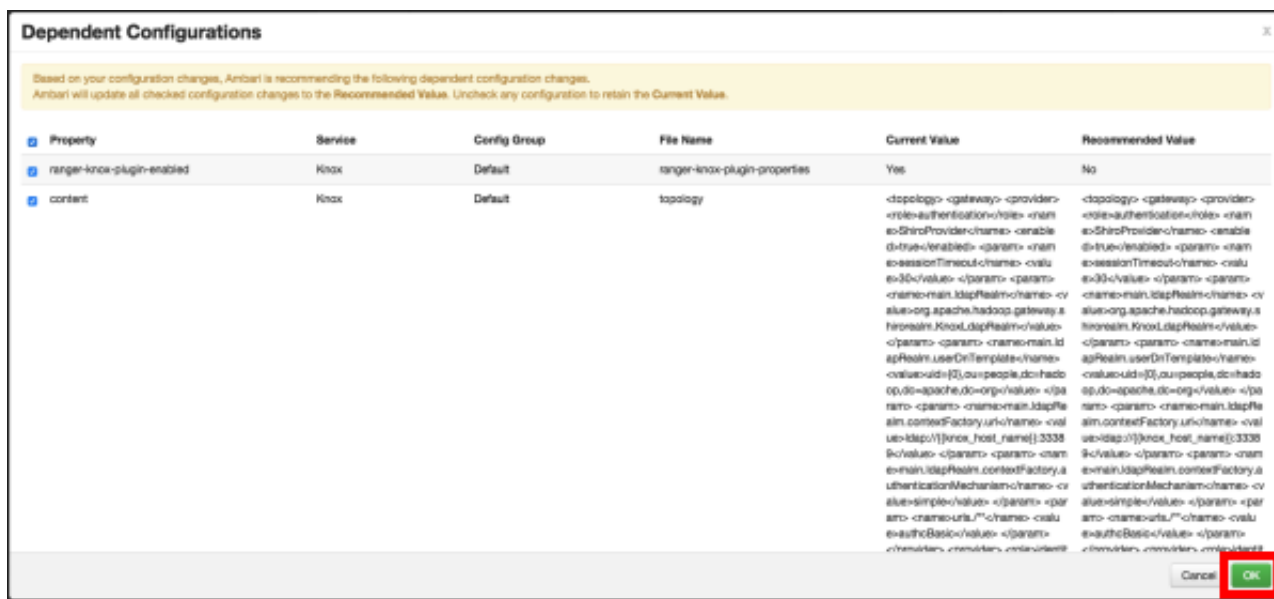 Dependent Configurations
x
Based on your configuration changes, Ambari is recommending the following dependent configuration changes.
Ambari will update all checked configuration changes to the Recommended Value. Uncheck any configuration to retain the Current Value.
Property Service Config Group File Name Current Value Recommended Value
ranger-knox-plugin-enabled Knox Default ranger-knox-plugin-properties Yes No
content Knox Default topology
<topology> <gateway> <provider>
<role>authentication</role> <nam
e>ShiroProvider</name> <enable
d>true</enabled> <param> <nam
e>sessionTimeout</name> <valu
e>30</value> </param> <param>
<name>main.ldapRealm</name> <v
alue>org.apache.hadoop.gateway.s
hirorealm.KnoxLdapRealm</value>
</param> <param> <name>main.ld
apRealm.userDnTemplate</name>
<value>uid={0},ou=people,dc=hado
op,dc=apache,dc=org</value> </pa
ram> <param> <name>main.ldapRe
alm.contextFactory.url</name> <val
ue>ldap://{{knox_host_name}}:3338
9</value> </param> <param> <nam
e>main.ldapRealm.contextFactory.a
uthenticationMechanism</name> <v
alue>simple</value> </param> <par
am> <name>urls./**</name> <valu
e>authcBasic</value> </param>
</provider> <provider> <role>identit
<topology> <gateway> <provider>
<role>authentication</role> <nam
e>ShiroProvider</name> <enable
d>true</enabled> <param> <nam
e>sessionTimeout</name> <valu
e>30</value> </param> <param>
<name>main.ldapRealm</name> <v
alue>org.apache.hadoop.gateway.s
hirorealm.KnoxLdapRealm</value>
</param> <param> <name>main.ld
apRealm.userDnTemplate</name>
<value>uid={0},ou=people,dc=hado
op,dc=apache,dc=org</value> </pa
ram> <param> <name>main.ldapRe
alm.contextFactory.url</name> <val
ue>ldap://{{knox_host_name}}:3338
9</value> </param> <param> <nam
e>main.ldapRealm.contextFactory.a
uthenticationMechanism</name> <v
alue>simple</value> </param> <par
am> <name>urls./**</name> <valu
e>authcBasic</value> </param>
</provider> <provider> <role>identit
Cancel OK